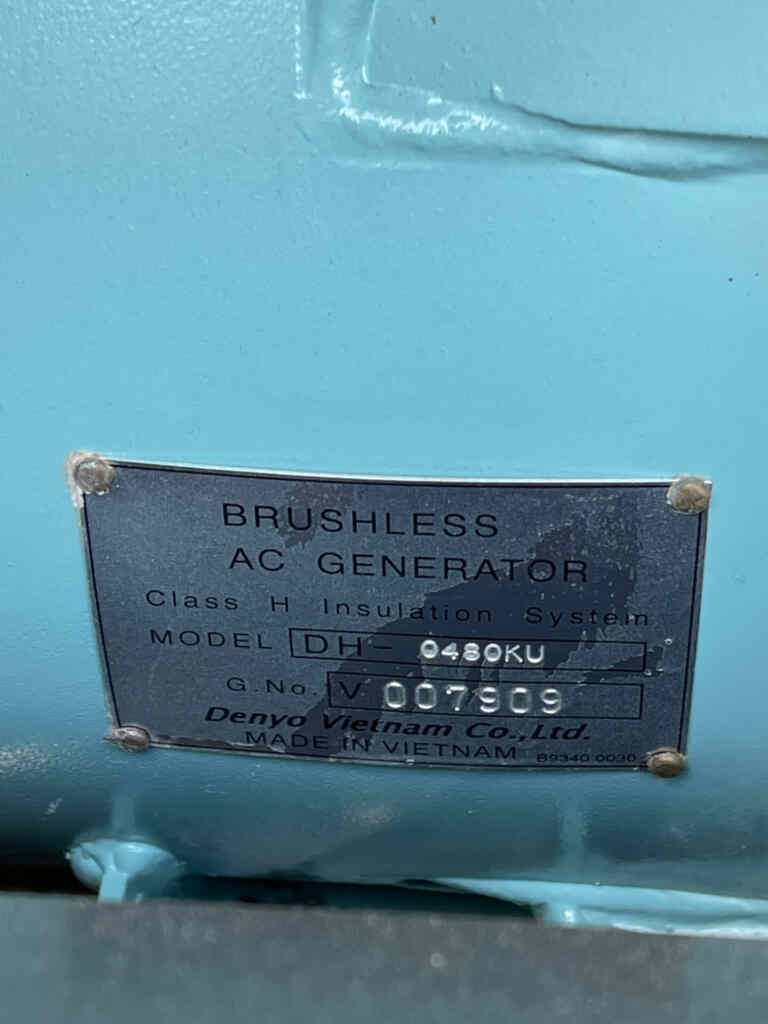 BRUSHLESS
AC GENERATOR
Class H Insulation System
MODEL DH- 0480KU
G.No. V 007909
Denyo Vietnam Co.,Ltd.
MADE IN VIETNAM B9340 0030